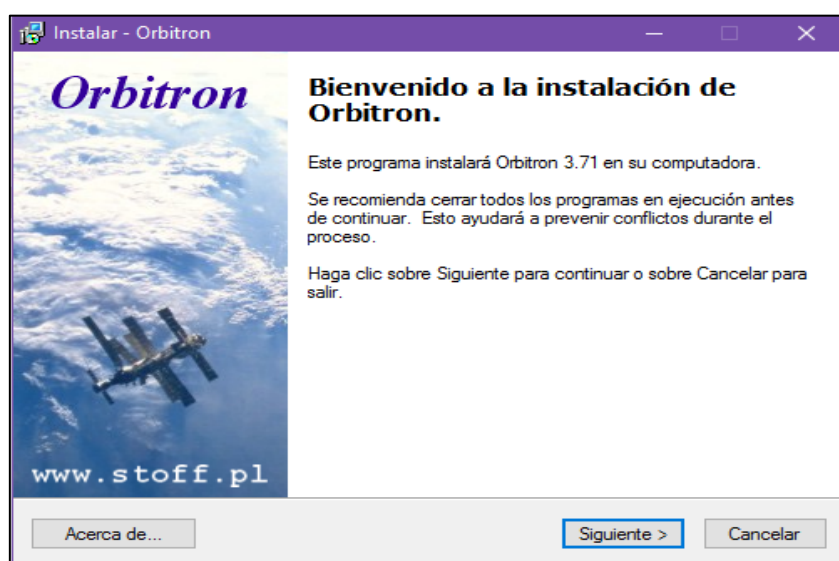 Instalar - Orbitron
Orbitron
www.stoff.pl
Bienvenido a la instalación de
Orbitron.
Este programa instalará Orbitron 3.71 en su computadora.
Se recomienda cerrar todos los programas en ejecución antes
de continuar. Esto ayudará a prevenir conflictos durante el
proceso.
Haga clic sobre Siguiente para continuar o sobre Cancelar para
salir.
Acerca de...
Siguiente >
Cancelar